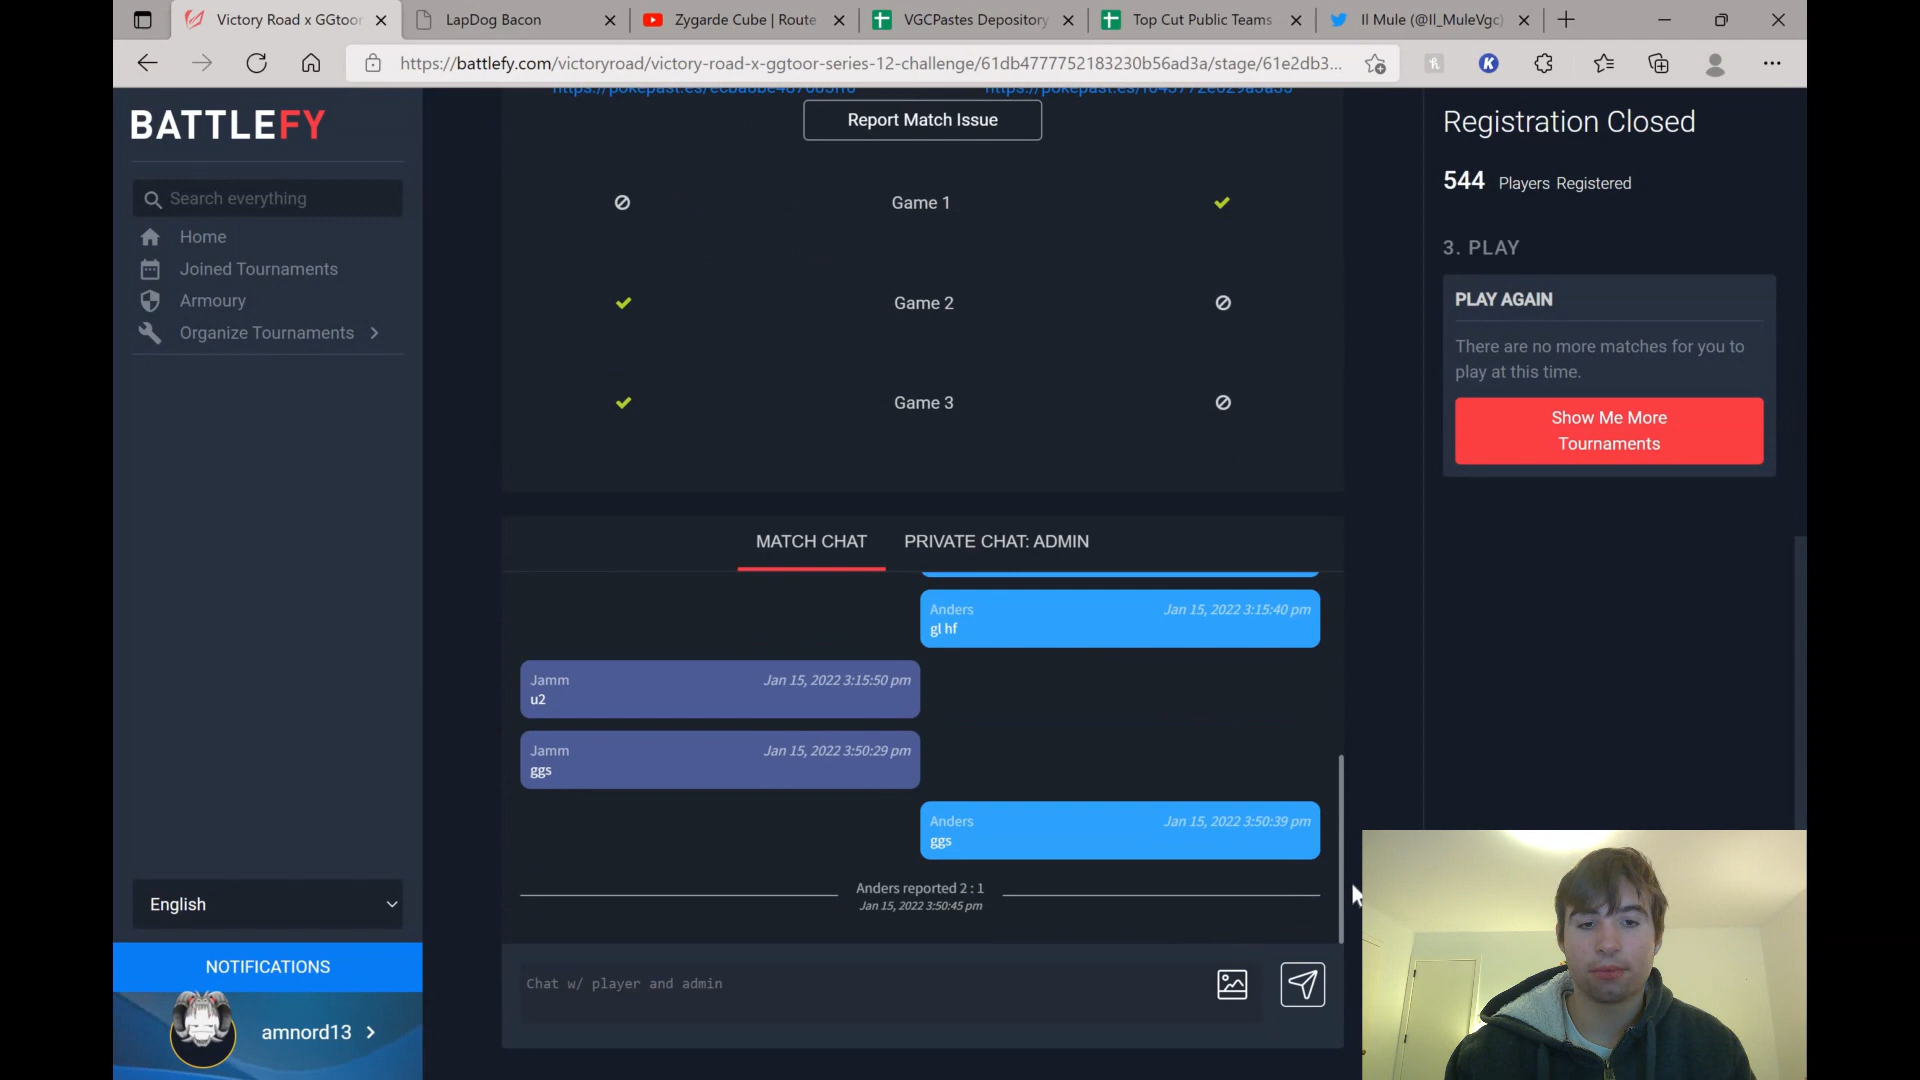 Victory Road x GGtoor
LapDog Bacon
Zygarde Cube | Route
VGCPastes Depository
Top Cut Public Teams
Il Mule (@Il_MuleVgc)
https://battlefy.com/victoryroad/victory-road-x-ggtoor-series-12-challenge/61db4777752183230b56ad3a/stage/61e2db3...
BATTLEFY
Search everything
Home
Joined Tournaments
Armoury
Organize Tournaments
English
NOTIFICATIONS
amnord13
Report Match Issue
Game 1
Game 2
Game 3
MATCH CHAT
PRIVATE CHAT: ADMIN
Anders Jan 15, 2022 3:15:40 pm
gl hf
Jamm Jan 15, 2022 3:15:50 pm
u2
Jamm Jan 15, 2022 3:50:29 pm
ggs
Anders Jan 15, 2022 3:50:39 pm
ggs
Anders reported 2 : 1
Jan 15, 2022 3:50:45 pm
Chat w/ player and admin
Registration Closed
544 Players Registered
3. PLAY
PLAY AGAIN
There are no more matches for you to
play at this time.
Show Me More
Tournaments